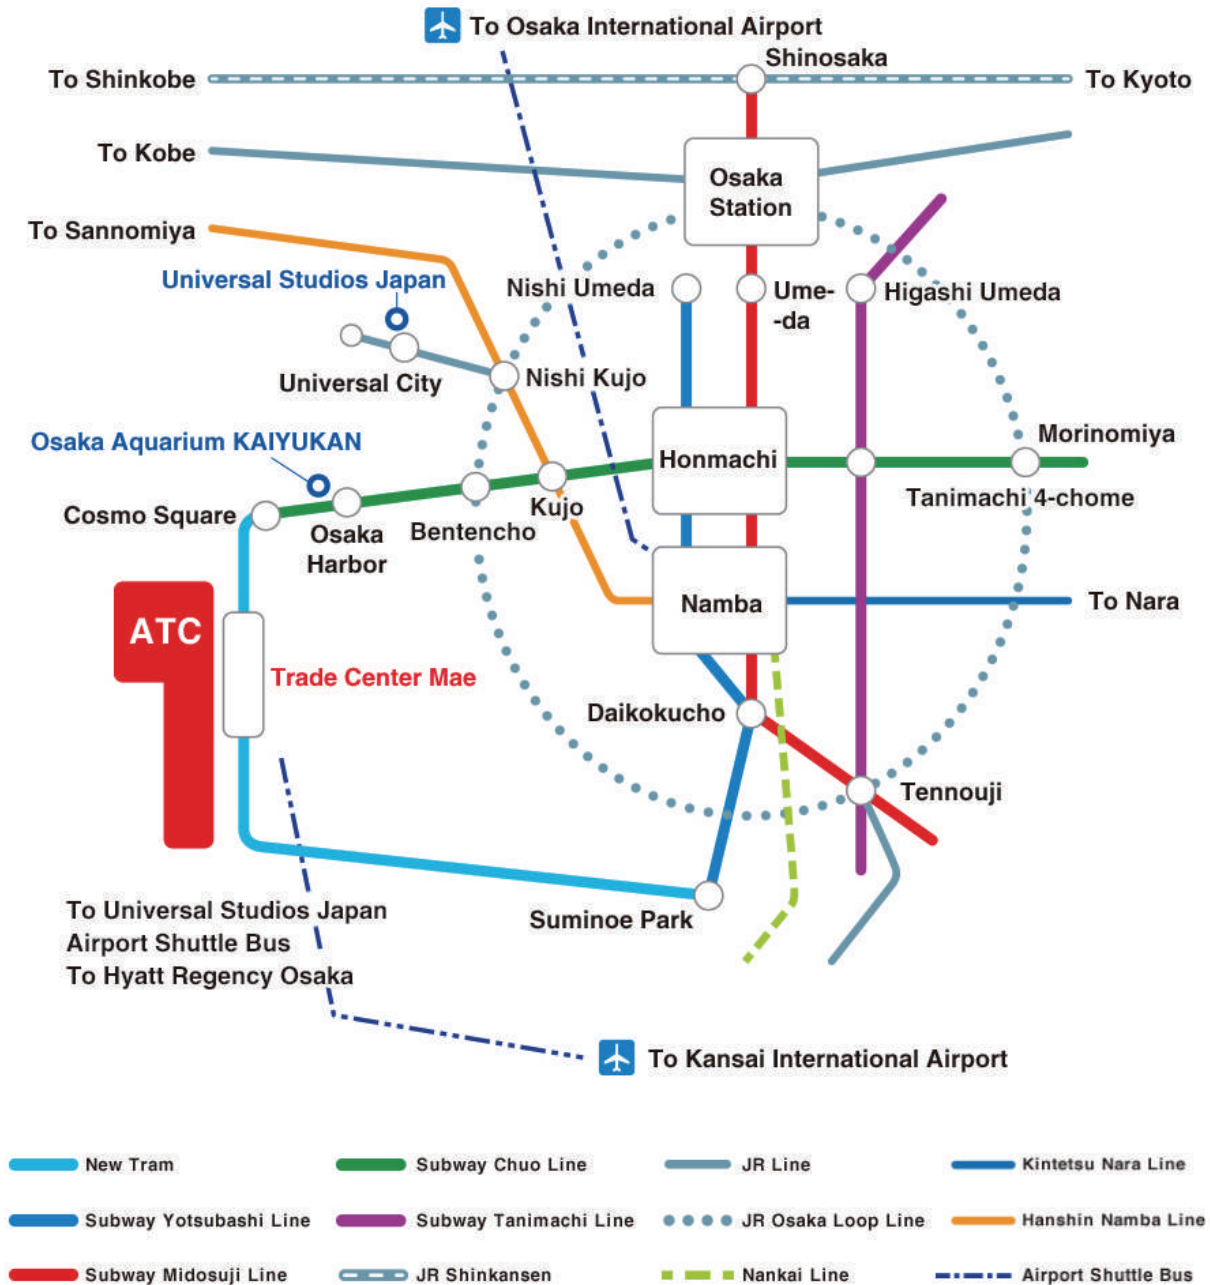 To Osaka International Airport
Shinosaka
To Shinkobe
To Kyoto
To Kobe
Osaka
Station
To Sannomiya
Universal Studios Japan
Nishi Umeda
Ume-
-da
Higashi Umeda
Universal City
Nishi Kujo
Osaka Aquarium KAIYUKAN
Honmachi
Morinomiya
Tanimachi 4-chome
Cosmo Square
Osaka
Harbor
Bentencho
Kujo
ATC
Namba
To Nara
Trade Center Mae
Daikokucho
Tennouji
To Universal Studios Japan
Airport Shuttle Bus
To Hyatt Regency Osaka
Suminoe Park
To Kansai International Airport
New Tram
Subway Chuo Line
JR Line
Kintetsu Nara Line
Subway Yotsubashi Line
Subway Tanimachi Line
JR Osaka Loop Line
Hanshin Namba Line
Subway Midosuji Line
JR Shinkansen
Nankai Line
Airport Shuttle Bus